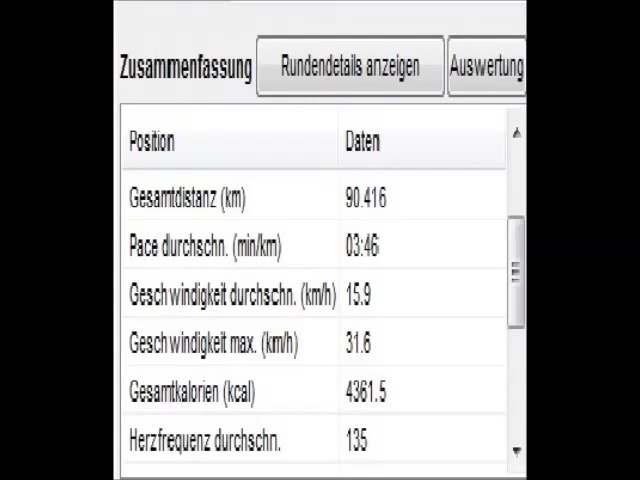 Zusammenfassung Rundendetails anzeigen Auswertung
Position Daten
Gesamtdistanz (km) 90.416
Pace durchschn. (min/km) 03:46
Geschwindigkeit durchschn. (km/h) 15.9
Geschwindigkeit max. (km/h) 31.6
Gesamtkalorien (kcal) 4361.5
Herzfrequenz durchschn. 135